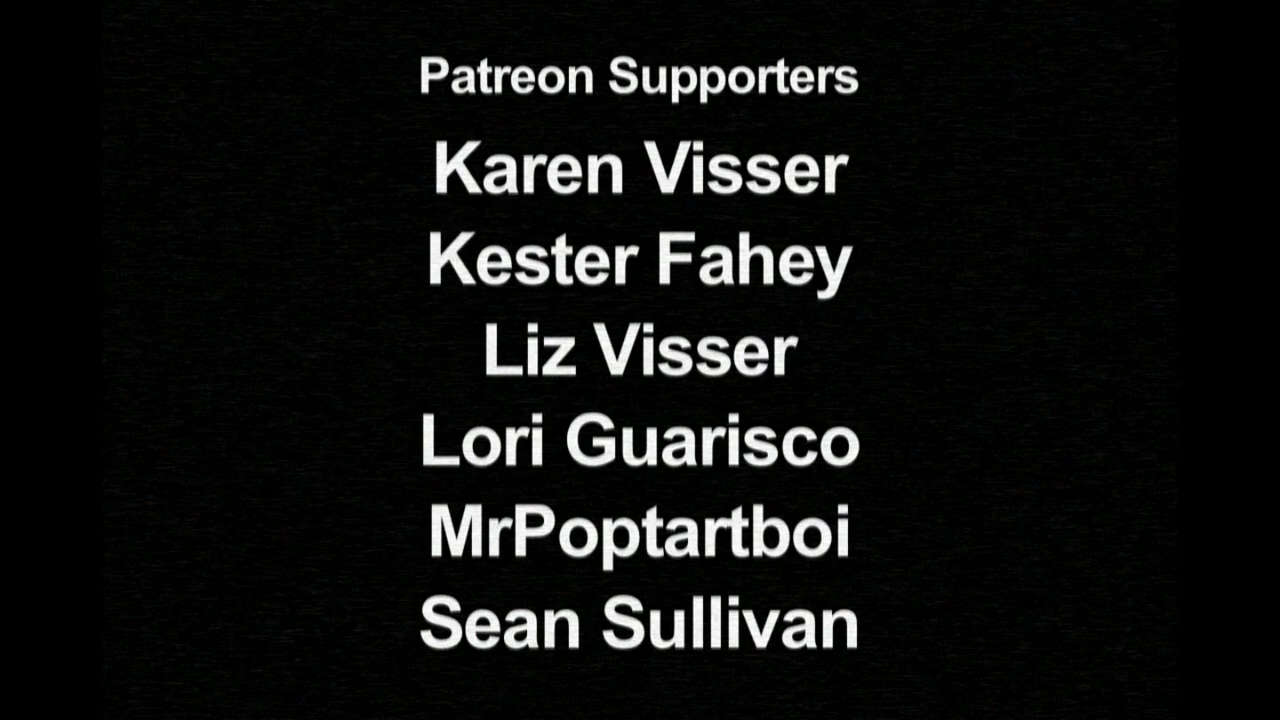 Patreon Supporters
Karen Visser
Kester Fahey
Liz Visser
Lori Guarisco
MrPoptartboi
Sean Sullivan